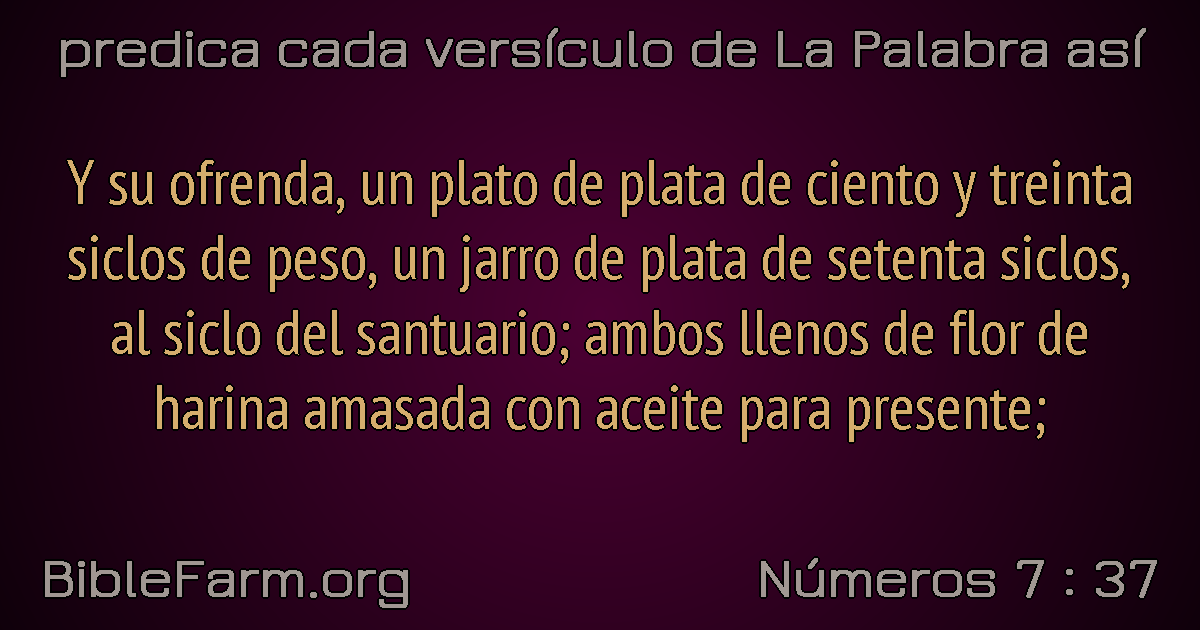 predica cada versículo de La Palabra así
Y su ofrenda, un plato de plata de ciento y treinta
siclos de peso, un jarro de plata de setenta siclos,
al siclo del santuario; ambos llenos de flor de
harina amasada con aceite para presente;
BibleFarm.org
Números 7 : 37